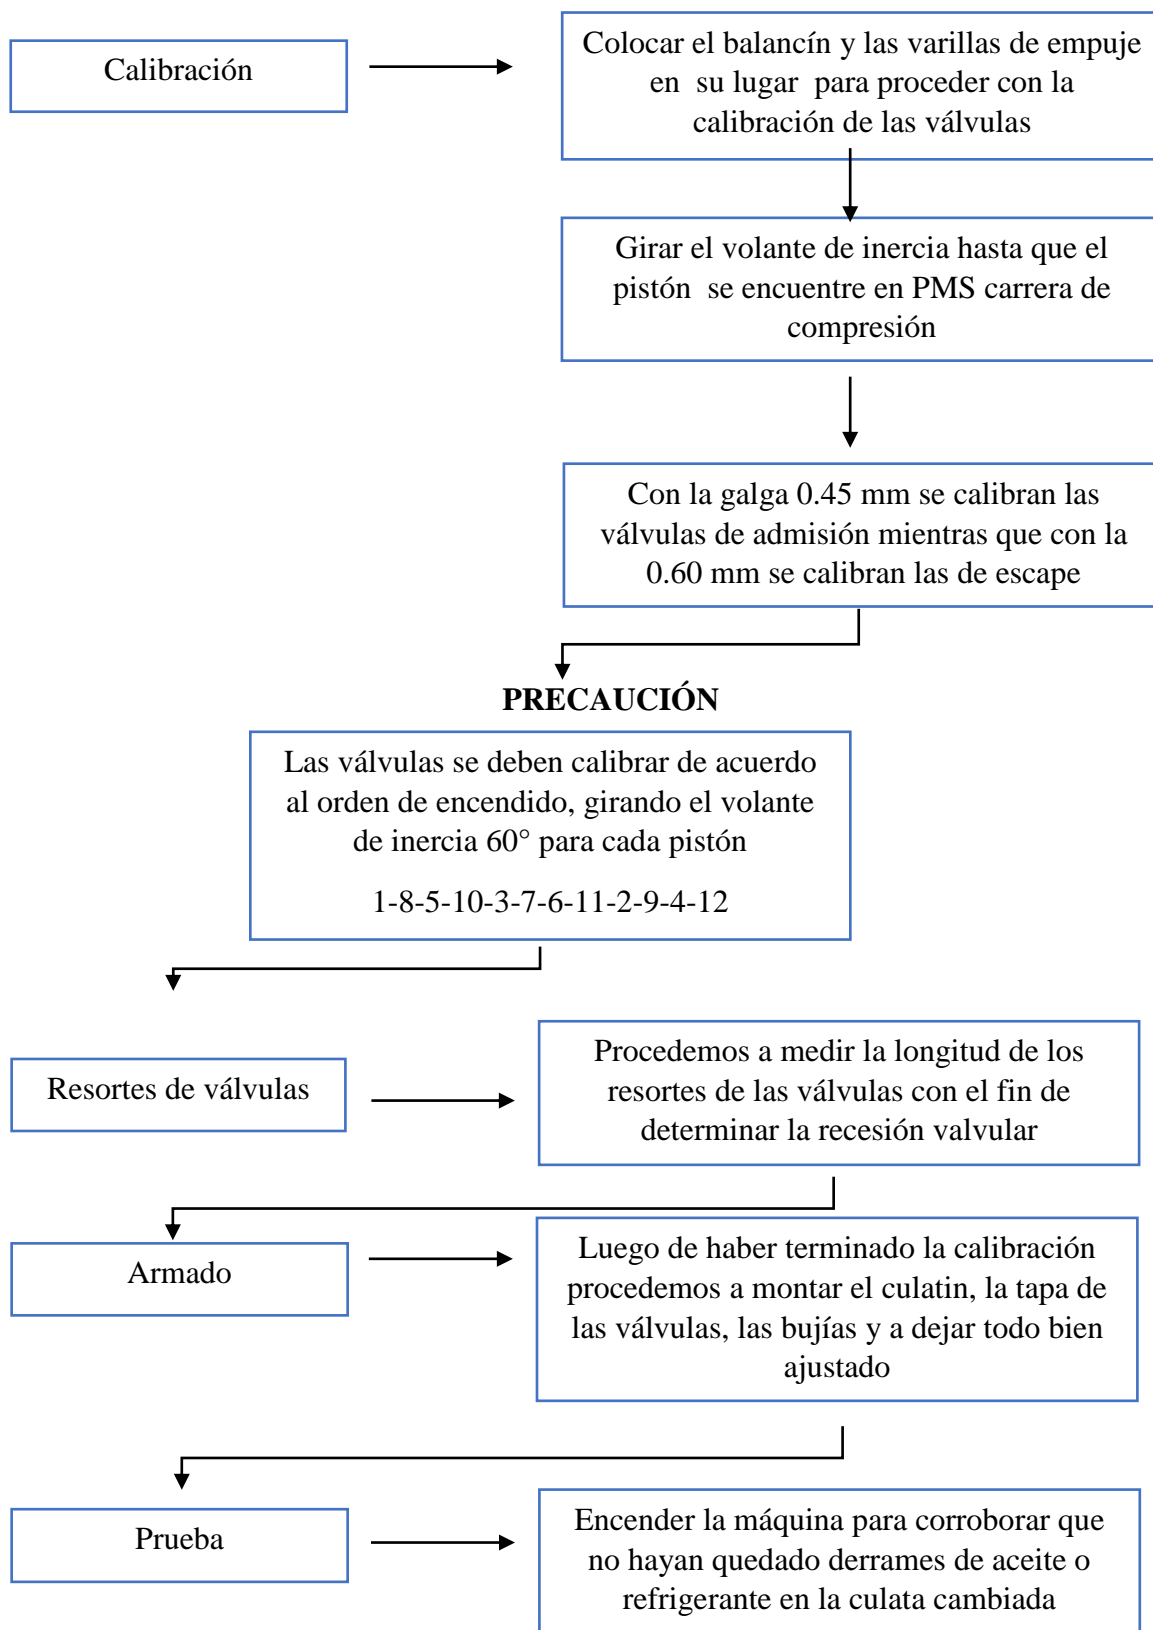 Calibración
Colocar el balancín y las varillas de empuje
en su lugar para proceder con la
calibración de las válvulas
Girar el volante de inercia hasta que el
pistón se encuentre en PMS carrera de
compresión
Con la galga 0.45 mm se calibran las
válvulas de admisión mientras que con la
0.60 mm se calibran las de escape
PRECAUCIÓN
Las válvulas se deben calibrar de acuerdo
al orden de encendido, girando el volante
de inercia 60° para cada pistón
1-8-5-10-3-7-6-11-2-9-4-12
Resortes de válvulas
Procedemos a medir la longitud de los
resortes de las válvulas con el fin de
determinar la recesión valvular
Armado
Luego de haber terminado la calibración
procedemos a montar el culatin, la tapa de
las válvulas, las bujías y a dejar todo bien
ajustado
Prueba
Encender la máquina para corroborar que
no hayan quedado derrames de aceite o
refrigerante en la culata cambiada